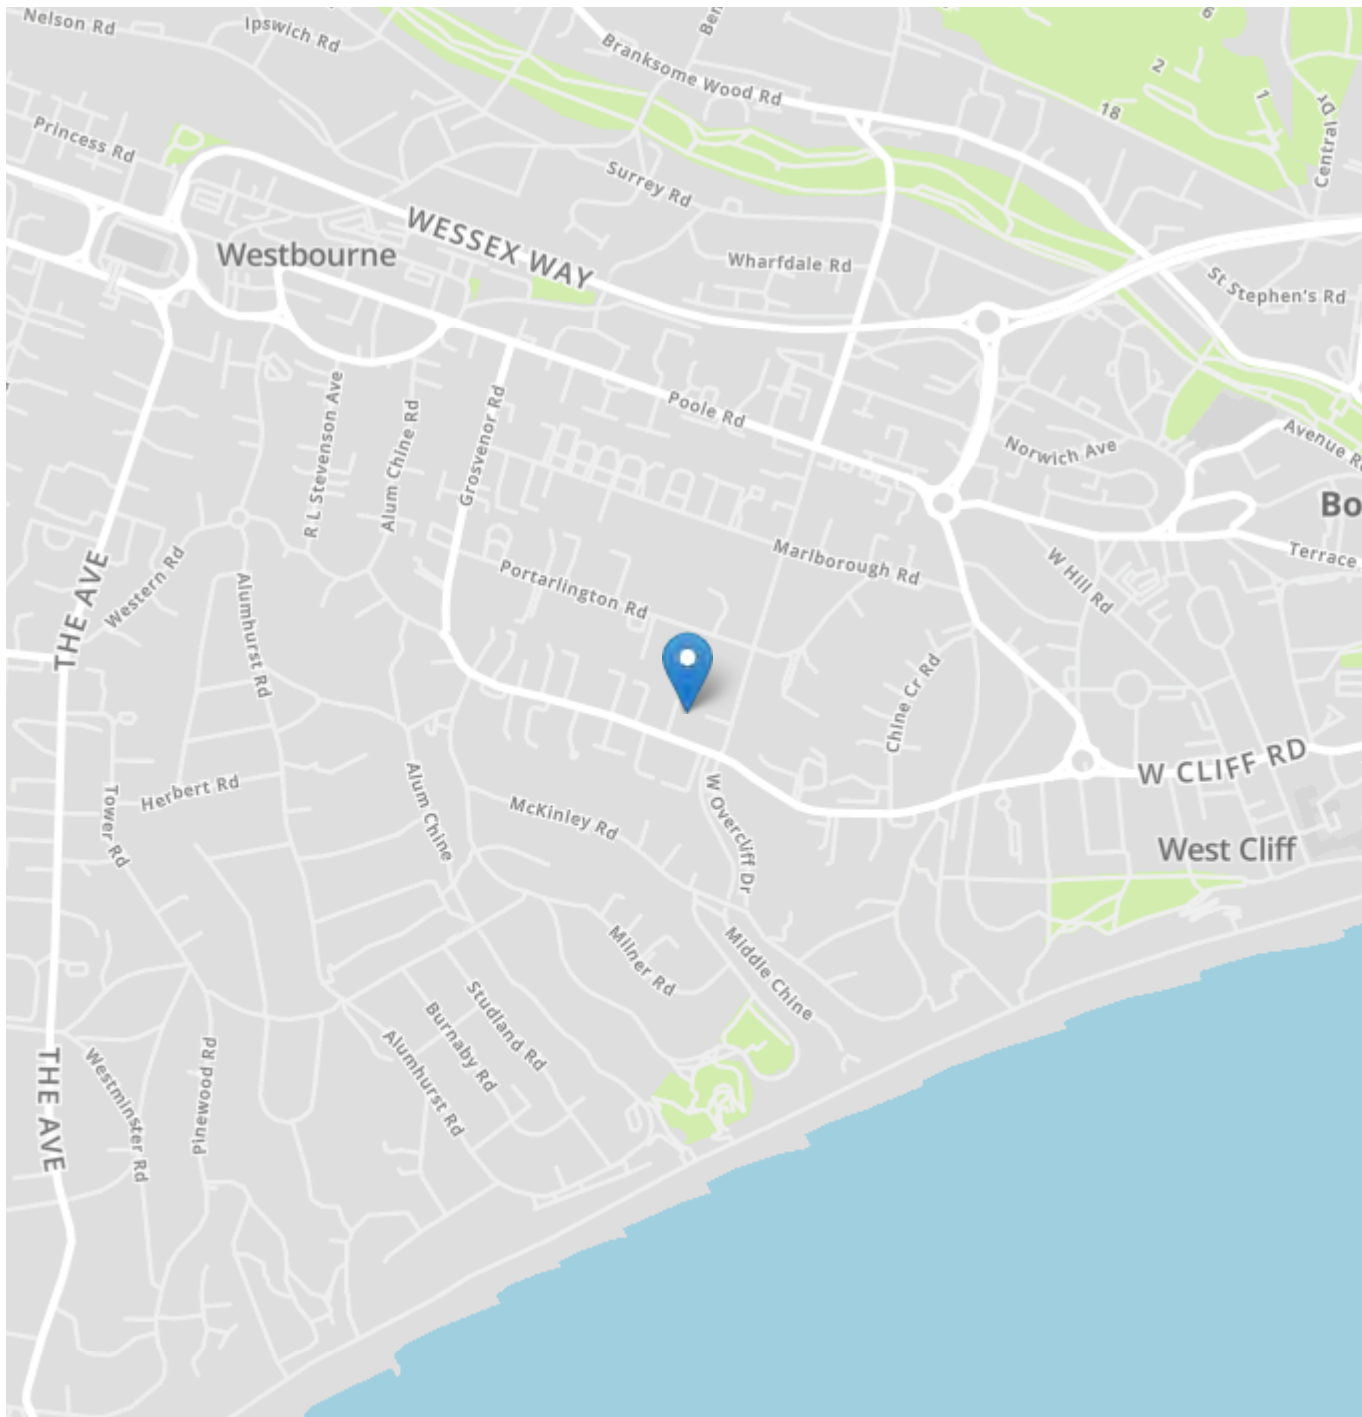 Nelson Rd
Ipswich Rd
Branksome Wood Rd
6
2
18
1
Central Dr
Princess Rd
Surrey Rd
WESSEX WAY
Westbourne
Wharfdale Rd
St Stephen's Rd
R L Stevenson Ave
Alum Chine Rd
Grosvenor Rd
Poole Rd
Norwich Ave
Avenue R
Bo
Terrace
Marlborough Rd
W Hill Rd
Portarlington Rd
THE AVE
Western Rd
Alumhurst Rd
Chine Cr Rd
W CLIFF RD
Herbert Rd
Tower Rd
Alum Chine
McKinley Rd
W Overcliff Dr
West Cliff
Milner Rd
Middle Chine
Studland Rd
Burnaby Rd
Alumhurst Rd
THE AVE
Westminster Rd
Pinewood Rd